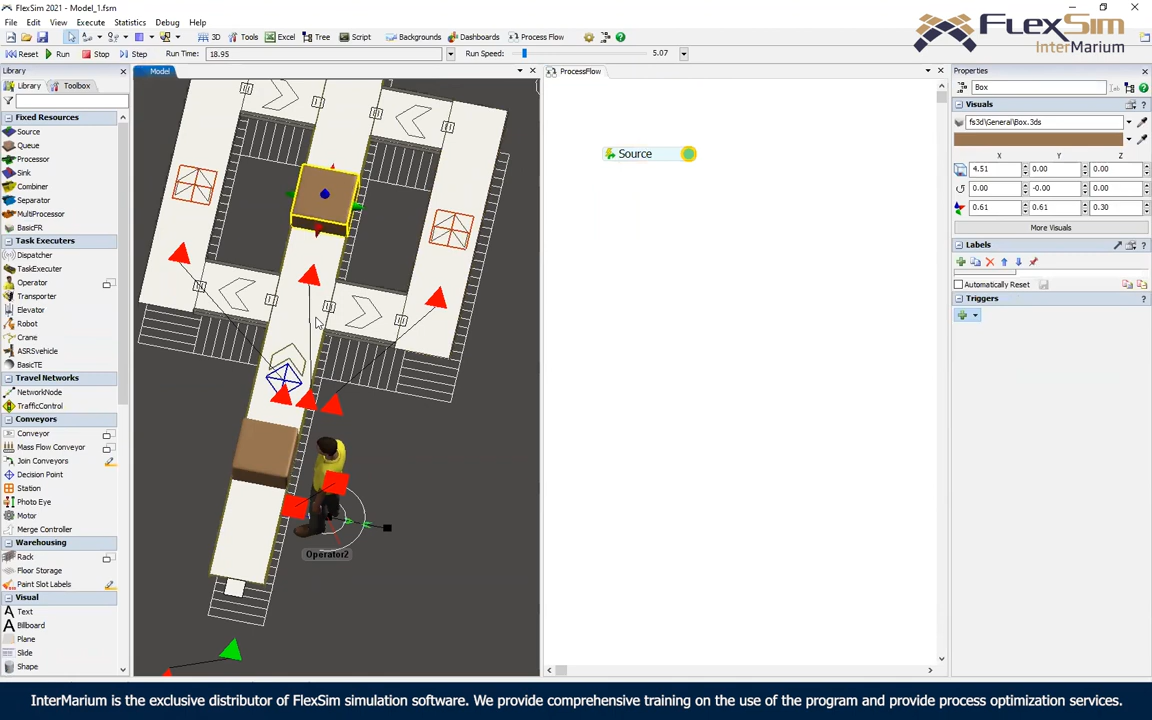 FlexSim 2021 - Model_1.fsm
File Edit View Execute Statistics Debug Help
3D Tools Excel Tree Script Backgrounds Dashboards Process Flow
Reset Run Stop Step Run Time: 18.95 Run Speed: 5.07
FlexSim
InterMarium
Library
Library Toolbox
Fixed Resources
Source
Queue
Processor
Sink
Combiner
Separator
MultiProcessor
BasicFR
Task Executers
Dispatcher
TaskExecuter
Operator
Transporter
Elevator
Robot
Crane
ASRSvehicle
BasicTE
Travel Networks
NetworkNode
TrafficControl
Conveyors
Conveyor
Mass Flow Conveyor
Join Conveyors
Decision Point
Station
Photo Eye
Motor
Merge Controller
Warehousing
Rack
Floor Storage
Paint Slot Labels
Visual
Text
Billboard
Plane
Slide
Shape
Model
Operator2
ProcessFlow
Source
Properties
Box
Visuals
fs3d\General\Box.3ds
X Y Z
4.51 0.00 0.00
0.00 -0.00 0.00
0.61 0.61 0.30
More Visuals
Labels
Automatically Reset
Triggers
InterMarium is the exclusive distributor of FlexSim simulation software. We provide comprehensive training on the use of the program and provide process optimization services.